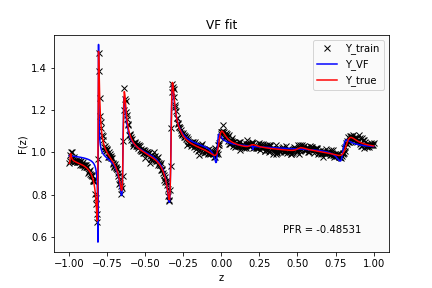 VF fit
Y_train
Y_VF
Y_true
F(z)
1.4
1.2
1.0
0.8
0.6
PFR = -0.48531
−1.00 −0.75 −0.50 −0.25 0.00 0.25 0.50 0.75 1.00
z